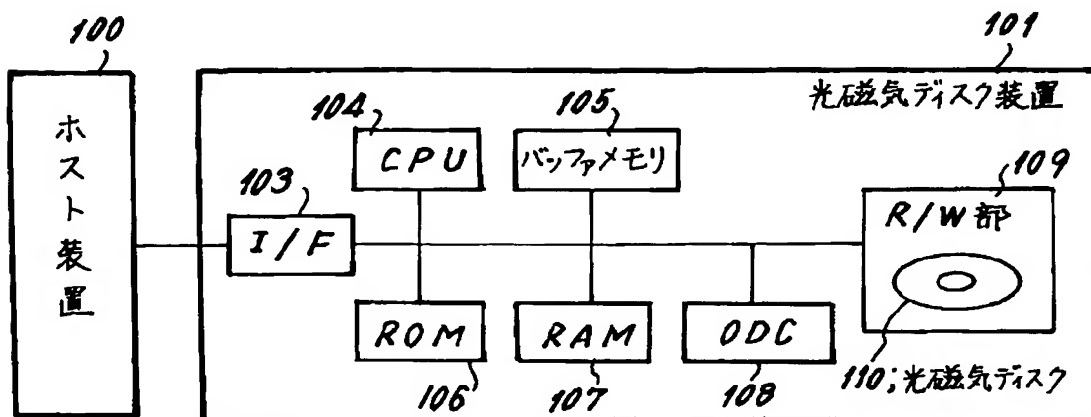 100
101
ホスト装置
光磁気ディスク装置
104
CPU
105
バッファメモリ
103
I/F
109
R/W部
ROM
106
RAM
107
ODC
108
110;光磁気ディスク